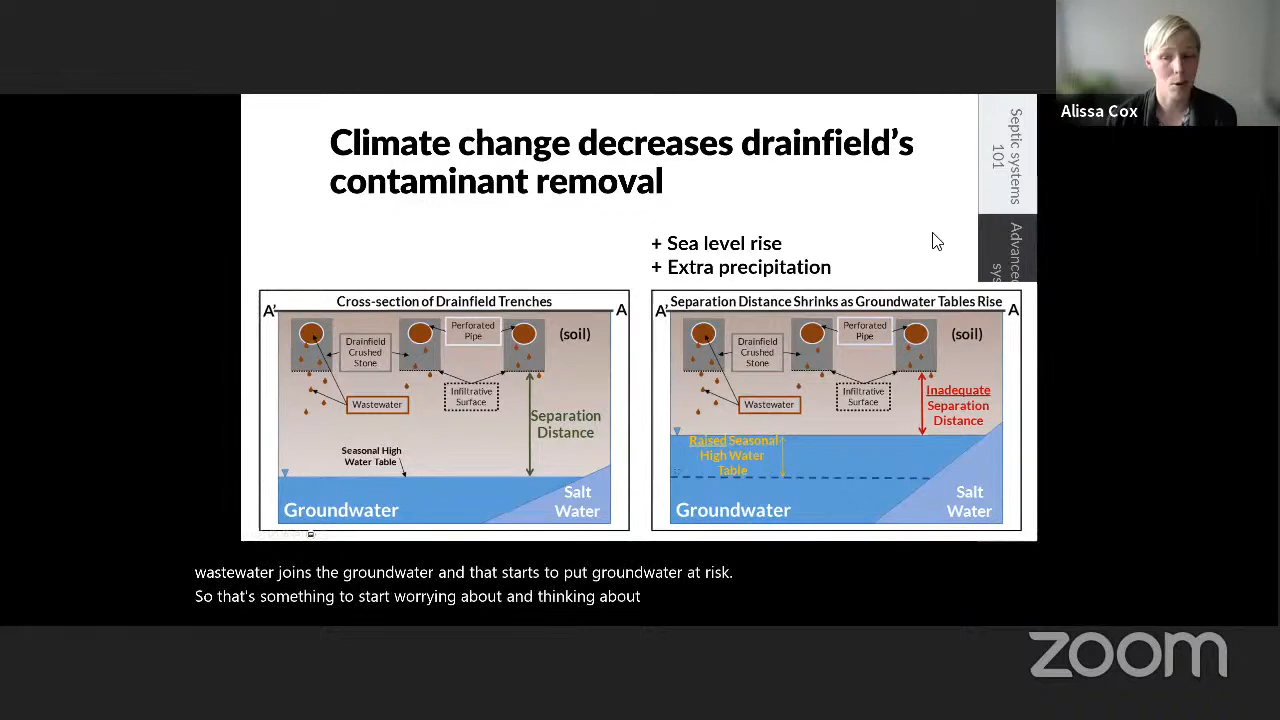 Alissa Cox
Climate change decreases drainfield's
contaminant removal
Septic systems
101
Advanced
sys
+ Sea level rise
+ Extra precipitation
Cross-section of Drainfield Trenches
A'
A
Perforated
Pipe
(soil)
Drainfield
Crushed
Stone
Infiltrative
Surface
Wastewater
Separation
Distance
Seasonal High
Water Table
Groundwater
Salt
Water
Separation Distance Shrinks as Groundwater Tables Rise
A'
A
Perforated
Pipe
(soil)
Drainfield
Crushed
Stone
Infiltrative
Surface
Wastewater
Inadequate
Separation
Distance
Raised Seasonal
High Water
Table
Groundwater
Salt
Water
wastewater joins the groundwater and that starts to put groundwater at risk.
So that's something to start worrying about and thinking about
zoom